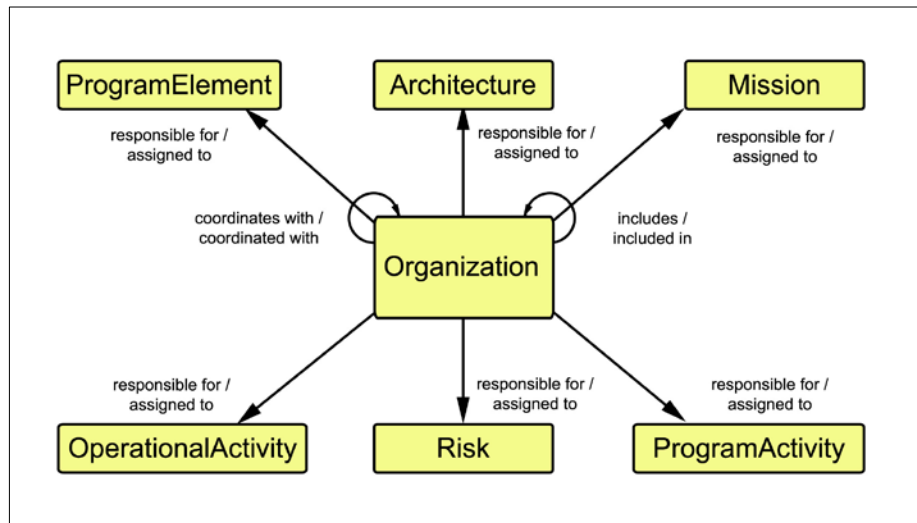 ProgramElement
Architecture
Mission
responsible for /
assigned to
responsible for /
assigned to
responsible for /
assigned to
coordinates with /
coordinated with
includes /
included in
Organization
responsible for /
assigned to
responsible for /
assigned to
responsible for /
assigned to
OperationalActivity
Risk
ProgramActivity